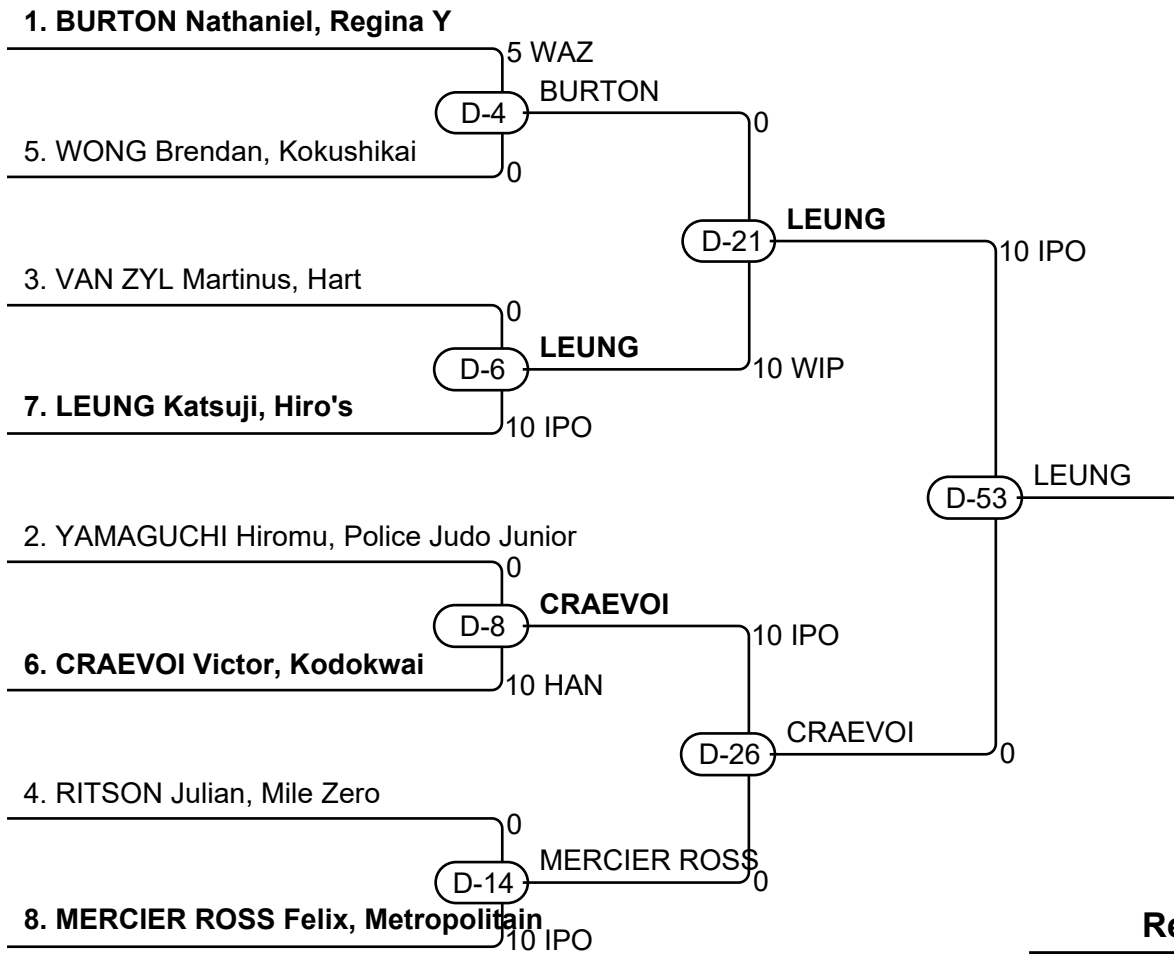 1. BURTON Nathaniel, Regina Y
5 WAZ
D-4
BURTON
0
5. WONG Brendan, Kokushikai
0
D-21
LEUNG
10 IPO
3. VAN ZYL Martinus, Hart
0
D-6
LEUNG
10 WIP
7. LEUNG Katsuji, Hiro's
10 IPO
D-53
LEUNG
2. YAMAGUCHI Hiromu, Police Judo Junior
0
D-8
CRAEVOI
10 IPO
6. CRAEVOI Victor, Kodokwai
10 HAN
D-26
CRAEVOI
0
4. RITSON Julian, Mile Zero
0
D-14
MERCIER ROSS
0
8. MERCIER ROSS Felix, Metropolitain
10 IPO
Re